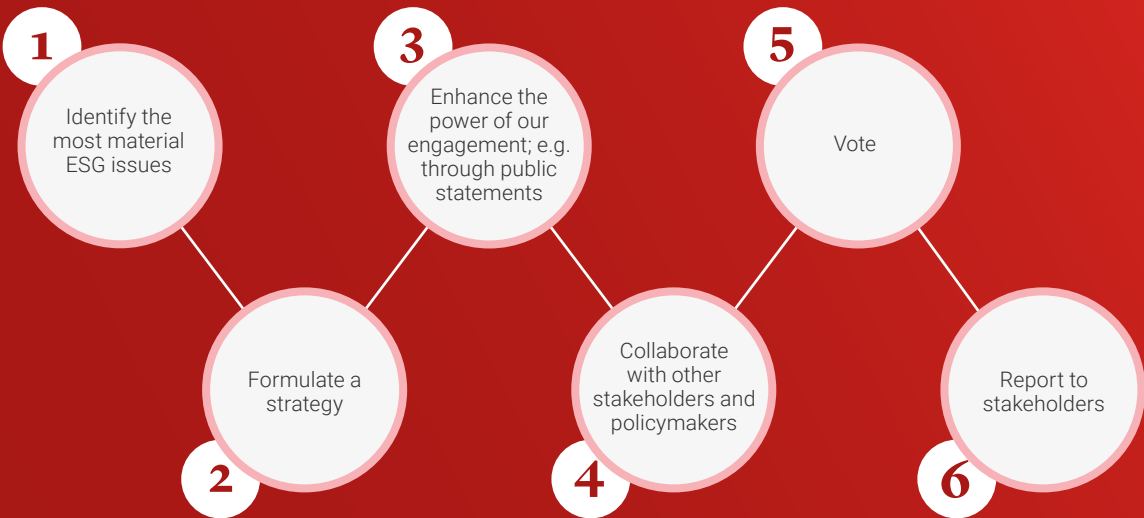 1
Identify the
most material
ESG issues
2
Formulate a
strategy
3
Enhance the
power of our
engagement; e.g.
through public
statements
4
Collaborate
with other
stakeholders and
policymakers
5
Vote
6
Report to
stakeholders